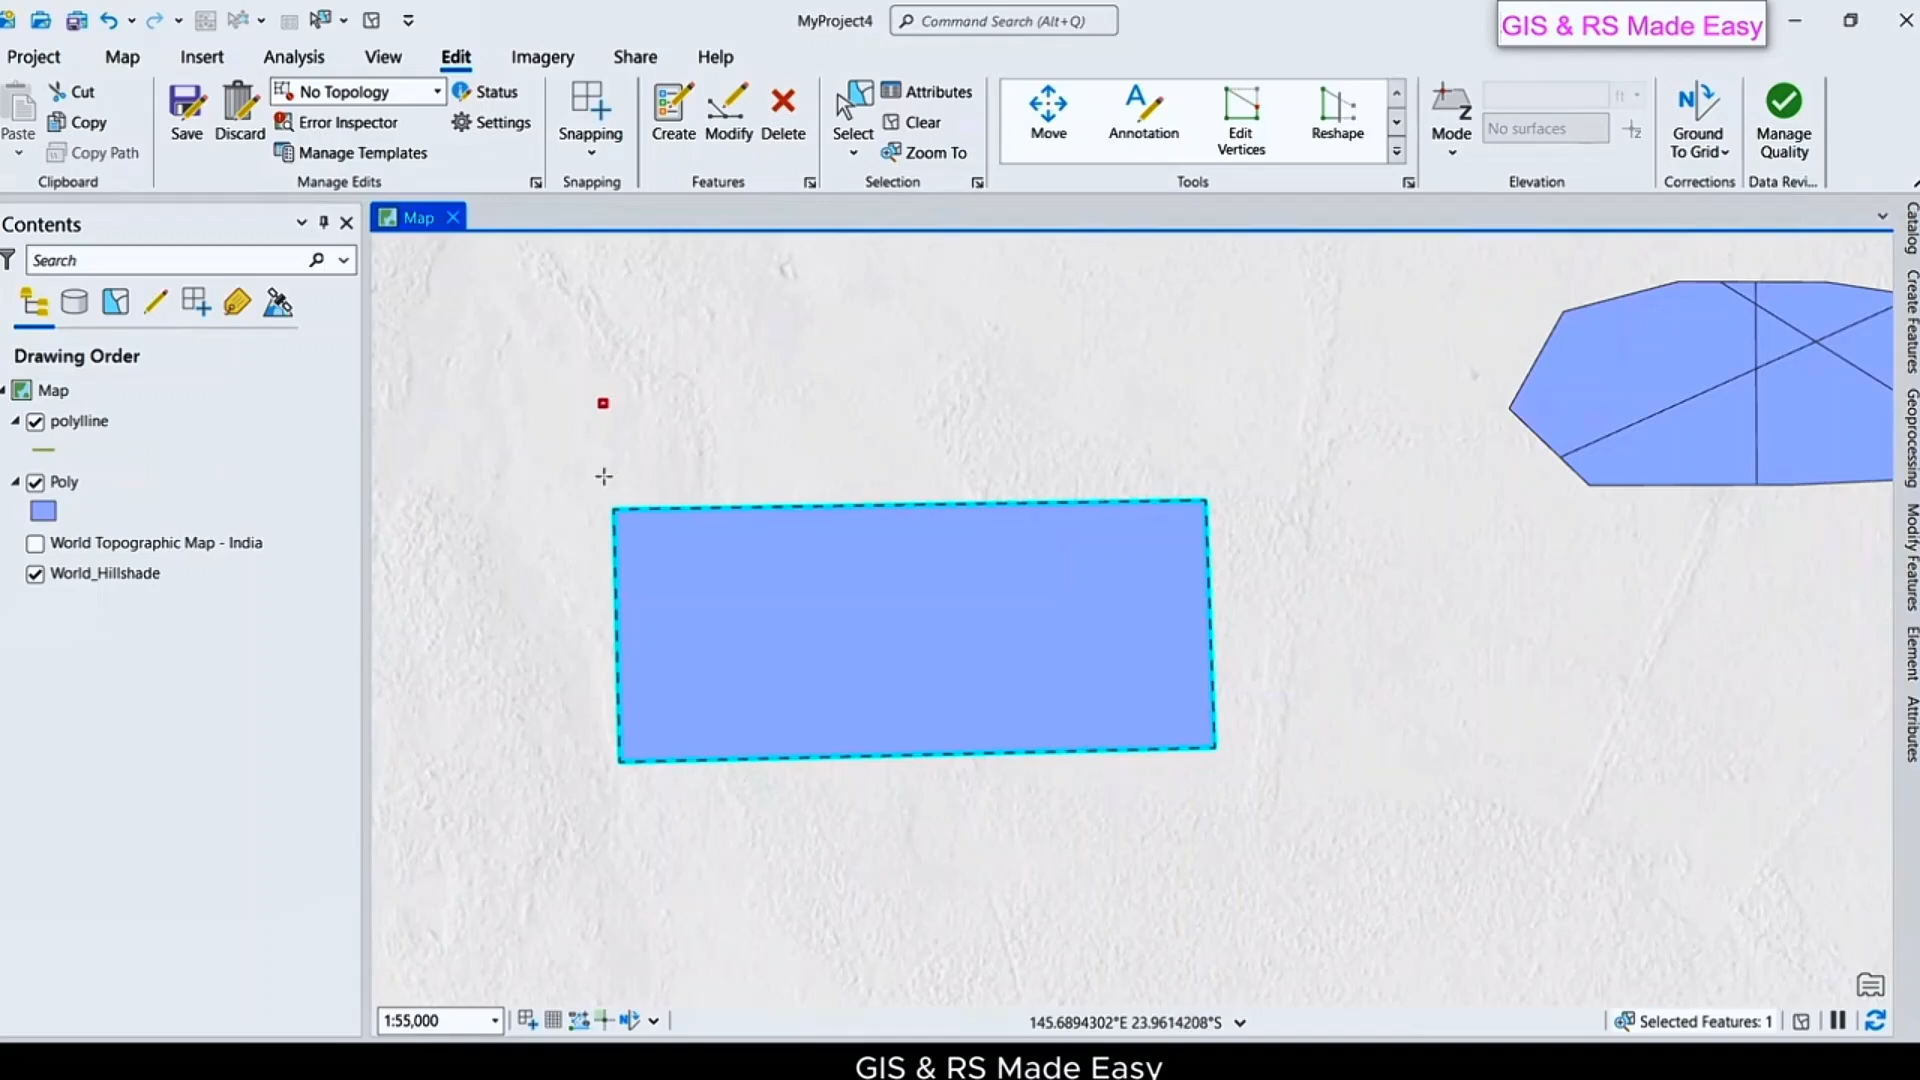 MyProject4
Command Search (Alt+Q)
GIS & RS Made Easy
Project
Map
Insert
Analysis
View
Edit
Imagery
Share
Help
Paste
Cut
Copy
Copy Path
Clipboard
Save
Discard
No Topology
Error Inspector
Manage Templates
Status
Settings
Manage Edits
Snapping
Snapping
Create
Modify
Delete
Features
Select
Attributes
Clear
Zoom To
Selection
Move
A
Annotation
Edit
Vertices
Reshape
Tools
Z
Mode
ft
No surfaces
Elevation
N
Ground
To Grid
Corrections
Manage
Quality
Data Revi...
Contents
Search
Drawing Order
Map
polylline
Poly
World Topographic Map - India
World_Hillshade
Map
Catalog
Create Features
Geoprocessing
Modify Features
Element
Attributes
1:55,000
145.6894302°E 23.9614208°S
Selected Features: 1
GIS & RS Made Easy